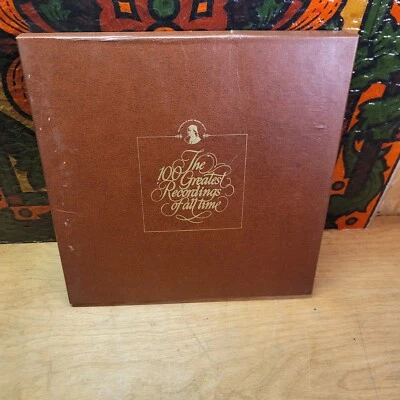 The
100 Greatest
Recordings
of all time